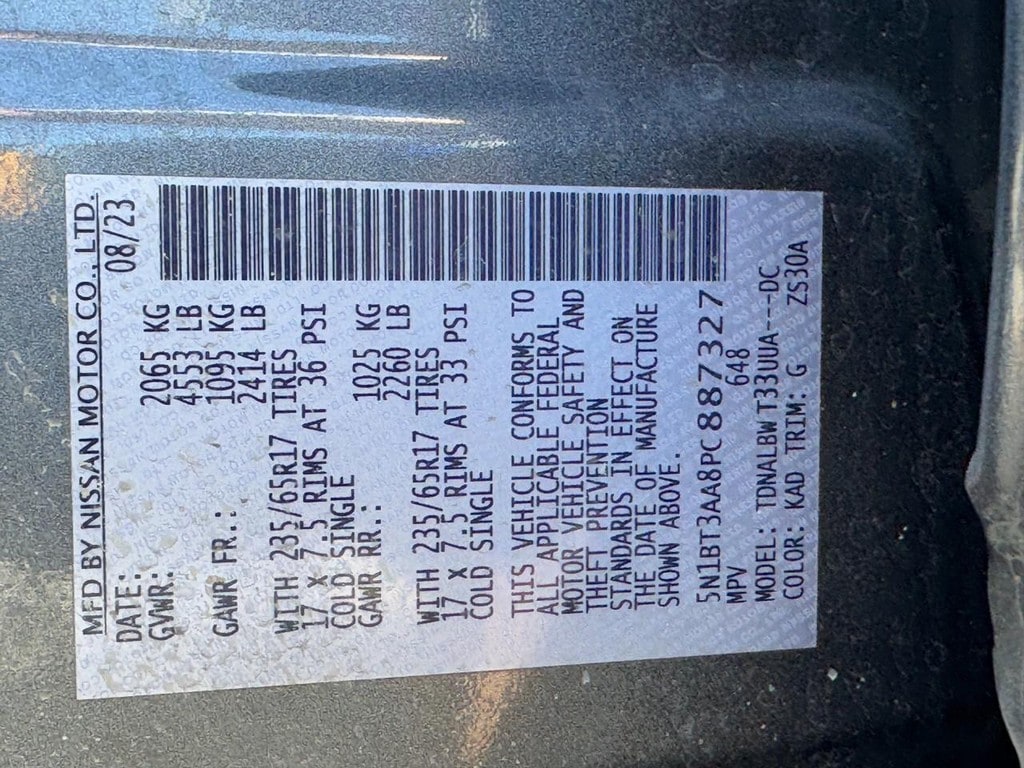 MFD BY NISSAN MOTOR CO., LTD.
DATE: 08/23
GVWR.: 2065 KG
4553 LB
GAWR FR.: 1095 KG
2414 LB
WITH 235/65R17 TIRES
17 X 7.5 RIMS AT 36 PSI
COLD SINGLE
GAWR RR.: 1025 KG
2260 LB
WITH 235/65R17 TIRES
17 X 7.5 RIMS AT 33 PSI
COLD SINGLE
THIS VEHICLE CONFORMS TO
ALL APPLICABLE FEDERAL
MOTOR VEHICLE SAFETY AND
THEFT PREVENTION
STANDARDS IN EFFECT ON
THE DATE OF MANUFACTURE
SHOWN ABOVE.
5N1BT3AA8PC887327
MPV 648
MODEL: TDNALBWT33UUA---DC
COLOR: KAD TRIM: G ZS30A